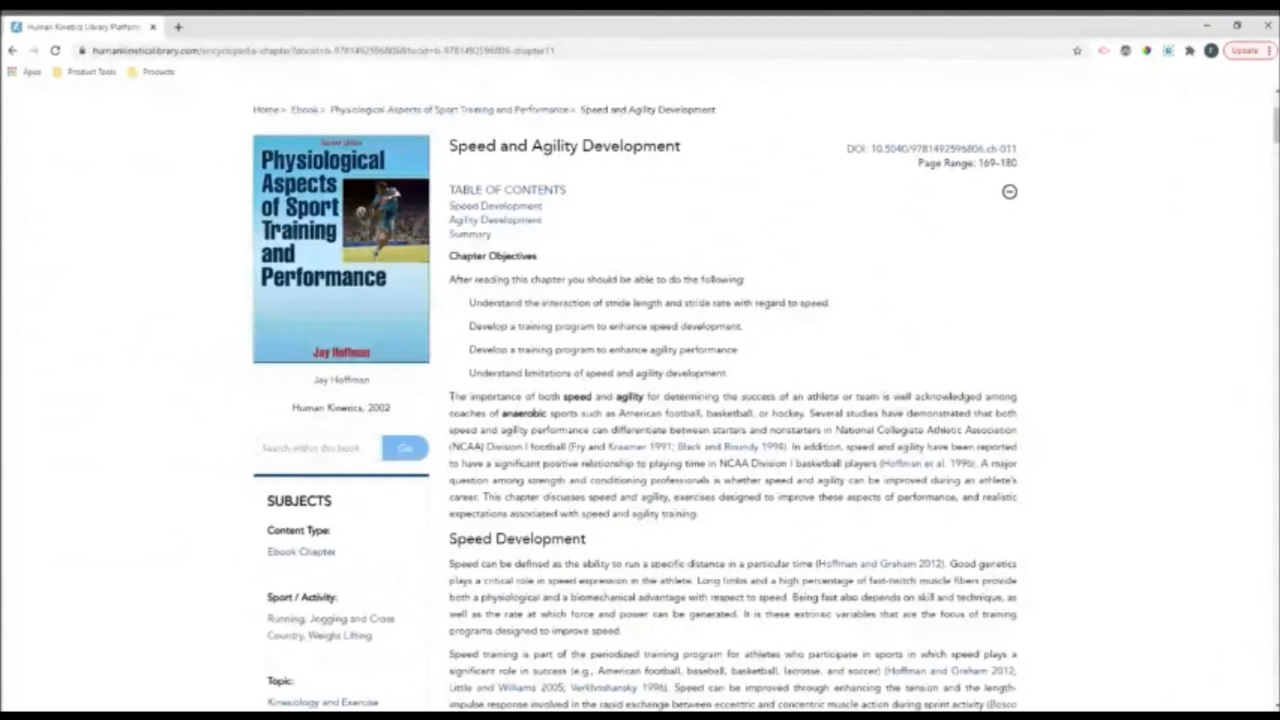 Human Kinetics Library Platform
humankineticslibrary.com/encyclopedia-chapter?docid=b-9781492596806&tocid=b-9781492596806-chapter11
Update
Apps
Product Tools
Products
Home> Ebook> Physiological Aspects of Sport Training and Performance> Speed and Agility Development
Physiological
Aspects
of Sport
Training
and
Performance
Jay Hoffman
Jay Hoffman
Human Kinetics, 2002
Search within this book
Go
SUBJECTS
Content Type:
Ebook Chapter
Sport / Activity:
Running, Jogging and Cross
Country, Weight Lifting
Topic:
Kinesiology and Exercise
Speed and Agility Development
DOI: 10.5040/9781492596806.ch-011
Page Range: 169–180
TABLE OF CONTENTS
Speed Development
Agility Development
Summary
Chapter Objectives
After reading this chapter you should be able to do the following:
Understand the interaction of stride length and stride rate with regard to speed.
Develop a training program to enhance speed development.
Develop a training program to enhance agility performance.
Understand limitations of speed and agility development.
The importance of both speed and agility for determining the success of an athlete or team is well acknowledged among
coaches of anaerobic sports such as American football, basketball, or hockey. Several studies have demonstrated that both
speed and agility performance can differentiate between starters and nonstarters in National Collegiate Athletic Association
(NCAA) Division I football (Fry and Kraemer 1991; Black and Roundy 1994). In addition, speed and agility have been reported
to have a significant positive relationship to playing time in NCAA Division I basketball players (Hoffman et al. 1996). A major
question among strength and conditioning professionals is whether speed and agility can be improved during an athlete's
career. This chapter discusses speed and agility, exercises designed to improve these aspects of performance, and realistic
expectations associated with speed and agility training.
Speed Development
Speed can be defined as the ability to run a specific distance in a particular time (Hoffman and Graham 2012). Good genetics
plays a critical role in speed expression in the athlete. Long limbs and a high percentage of fast-twitch muscle fibers provide
both a physiological and a biomechanical advantage with respect to speed. Being fast also depends on skill and technique, as
well as the rate at which force and power can be generated. It is these extrinsic variables that are the focus of training
programs designed to improve speed.
Speed training is part of the periodized training program for athletes who participate in sports in which speed plays a
significant role in success (e.g., American football, baseball, basketball, lacrosse, and soccer) (Hoffman and Graham 2012;
Little and Williams 2005; Verkhoshansky 1996). Speed can be improved through enhancing the tension and the length-
impulse response involved in the rapid exchange between eccentric and concentric muscle action during sprint activity (Bosco